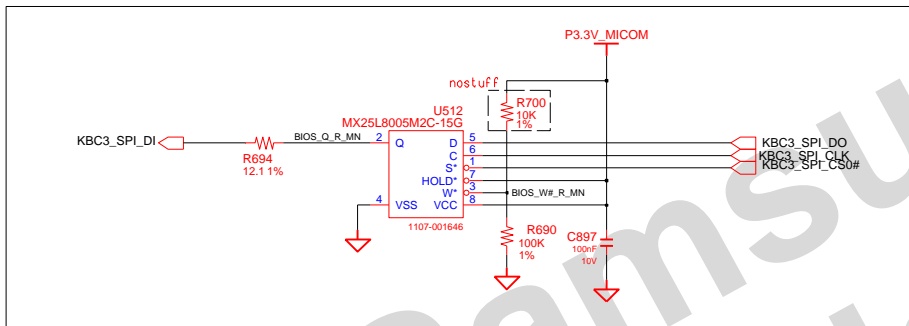 P3.3V_MICOM
nostuff
R700
10K
1%
U512
MX25L8005M2C-15G
KBC3_SPI_DI
BIOS_Q_R_MN
2
Q
D
5
KBC3_SPI_DO
C
6
KBC3_SPI_CLK
S*
1
KBC3_SPI_CS0#
R694
12.1 1%
HOLD*
7
W*
3
BIOS_W#_R_MN
4
VSS
VCC
8
1107-001646
R690
100K
1%
C897
100nF
10V
Samsu